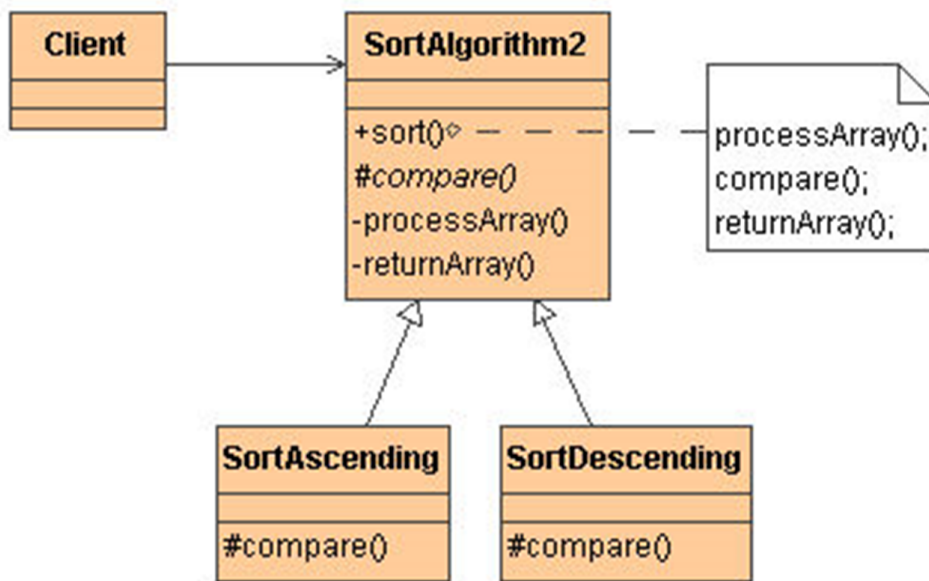 Client
SortAlgorithm2
+sort()
#compare()
-processArray()
-returnArray()
processArray();
compare();
returnArray();
SortAscending
#compare()
SortDescending
#compare()